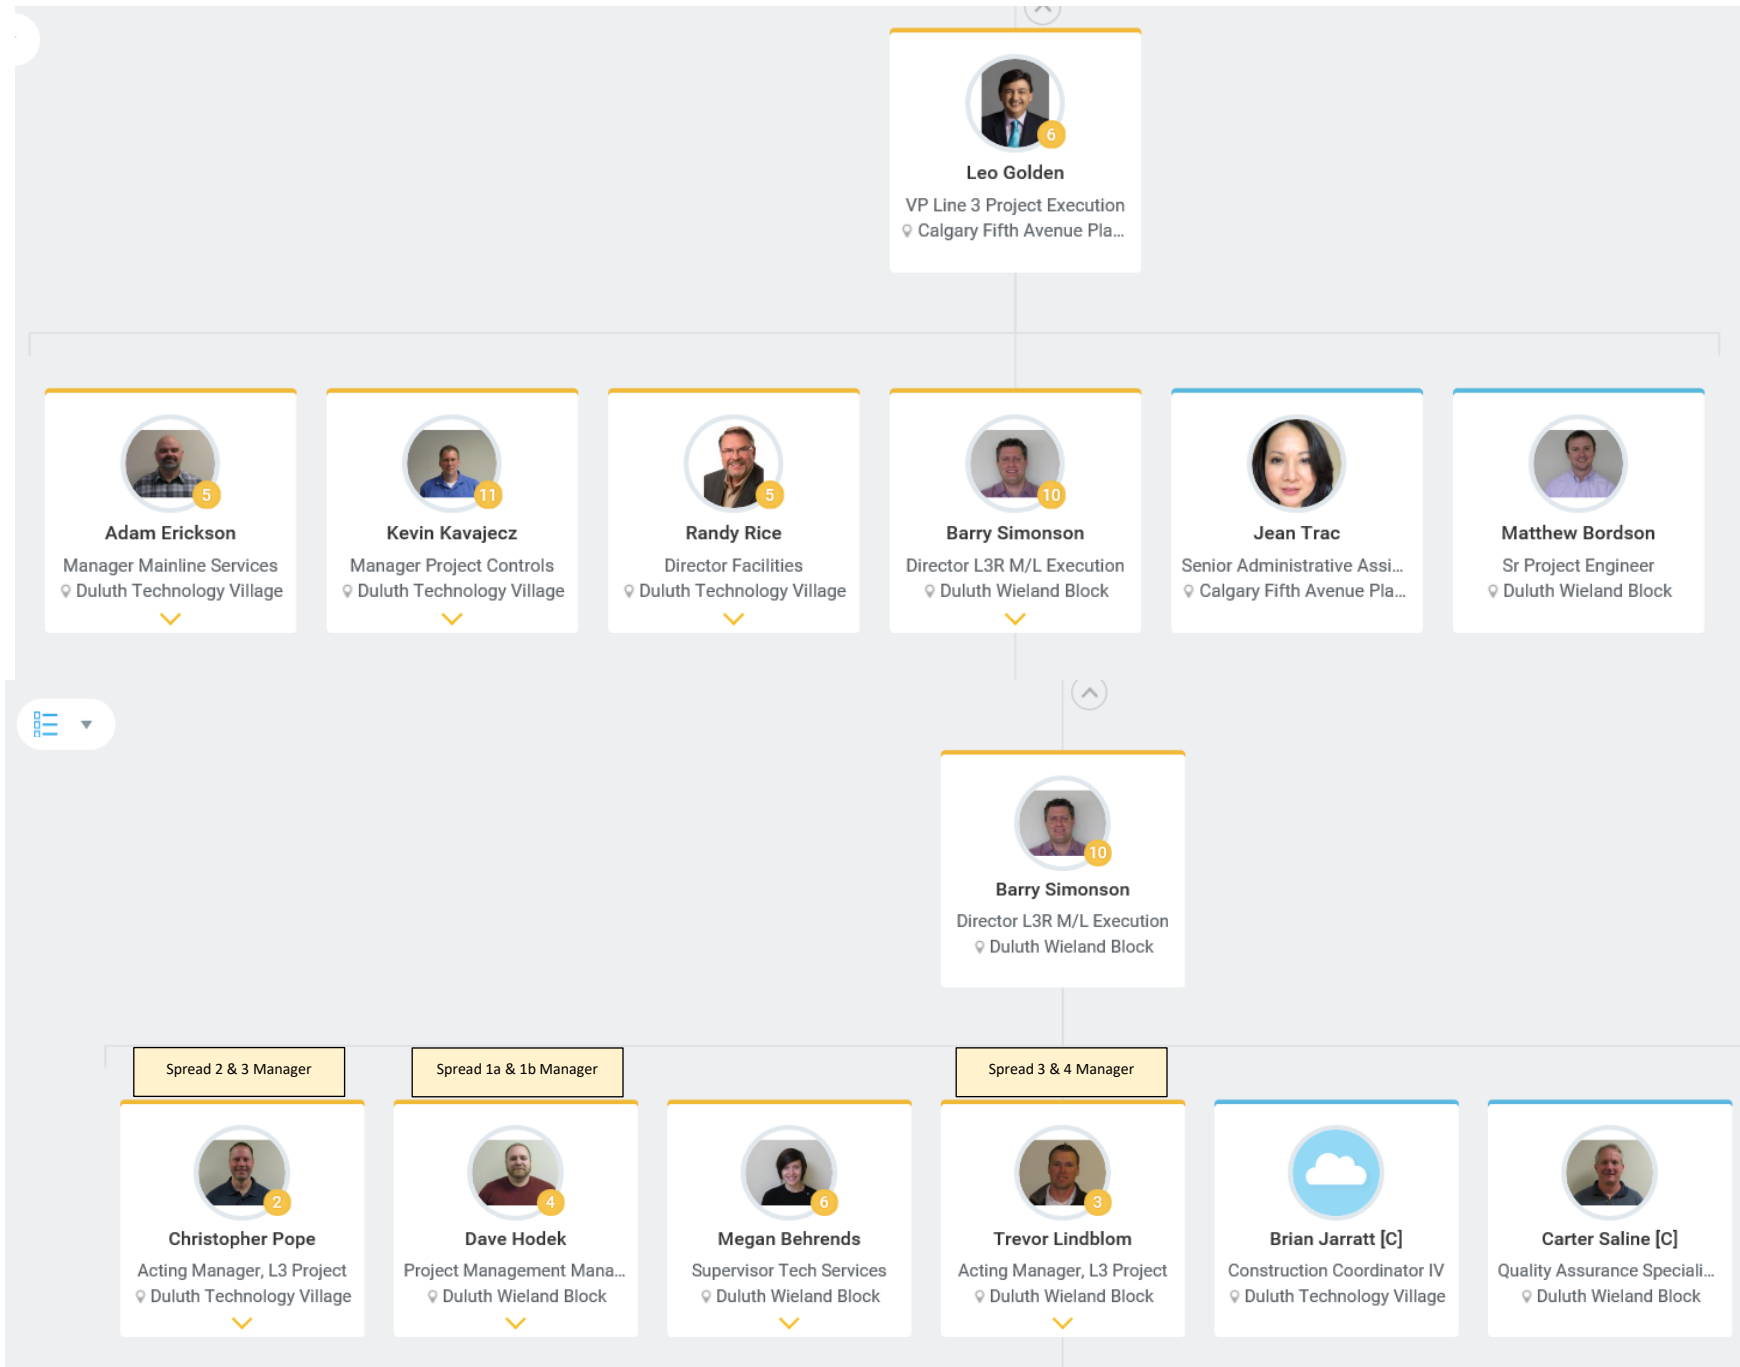 6
Leo Golden
VP Line 3 Project Execution
Calgary Fifth Avenue Pla...
5
Adam Erickson
Manager Mainline Services
Duluth Technology Village
11
Kevin Kavajecz
Manager Project Controls
Duluth Technology Village
5
Randy Rice
Director Facilities
Duluth Technology Village
10
Barry Simonson
Director L3R M/L Execution
Duluth Wieland Block
Jean Trac
Senior Administrative Assi...
Calgary Fifth Avenue Pla...
Matthew Bordson
Sr Project Engineer
Duluth Wieland Block
10
Barry Simonson
Director L3R M/L Execution
Duluth Wieland Block
Spread 2 & 3 Manager
2
Christopher Pope
Acting Manager, L3 Project
Duluth Technology Village
Spread 1a & 1b Manager
4
Dave Hodek
Project Management Mana...
Duluth Wieland Block
6
Megan Behrends
Supervisor Tech Services
Duluth Wieland Block
Spread 3 & 4 Manager
3
Trevor Lindblom
Acting Manager, L3 Project
Duluth Wieland Block
Brian Jarratt [C]
Construction Coordinator IV
Duluth Technology Village
Carter Saline [C]
Quality Assurance Speciali...
Duluth Wieland Block